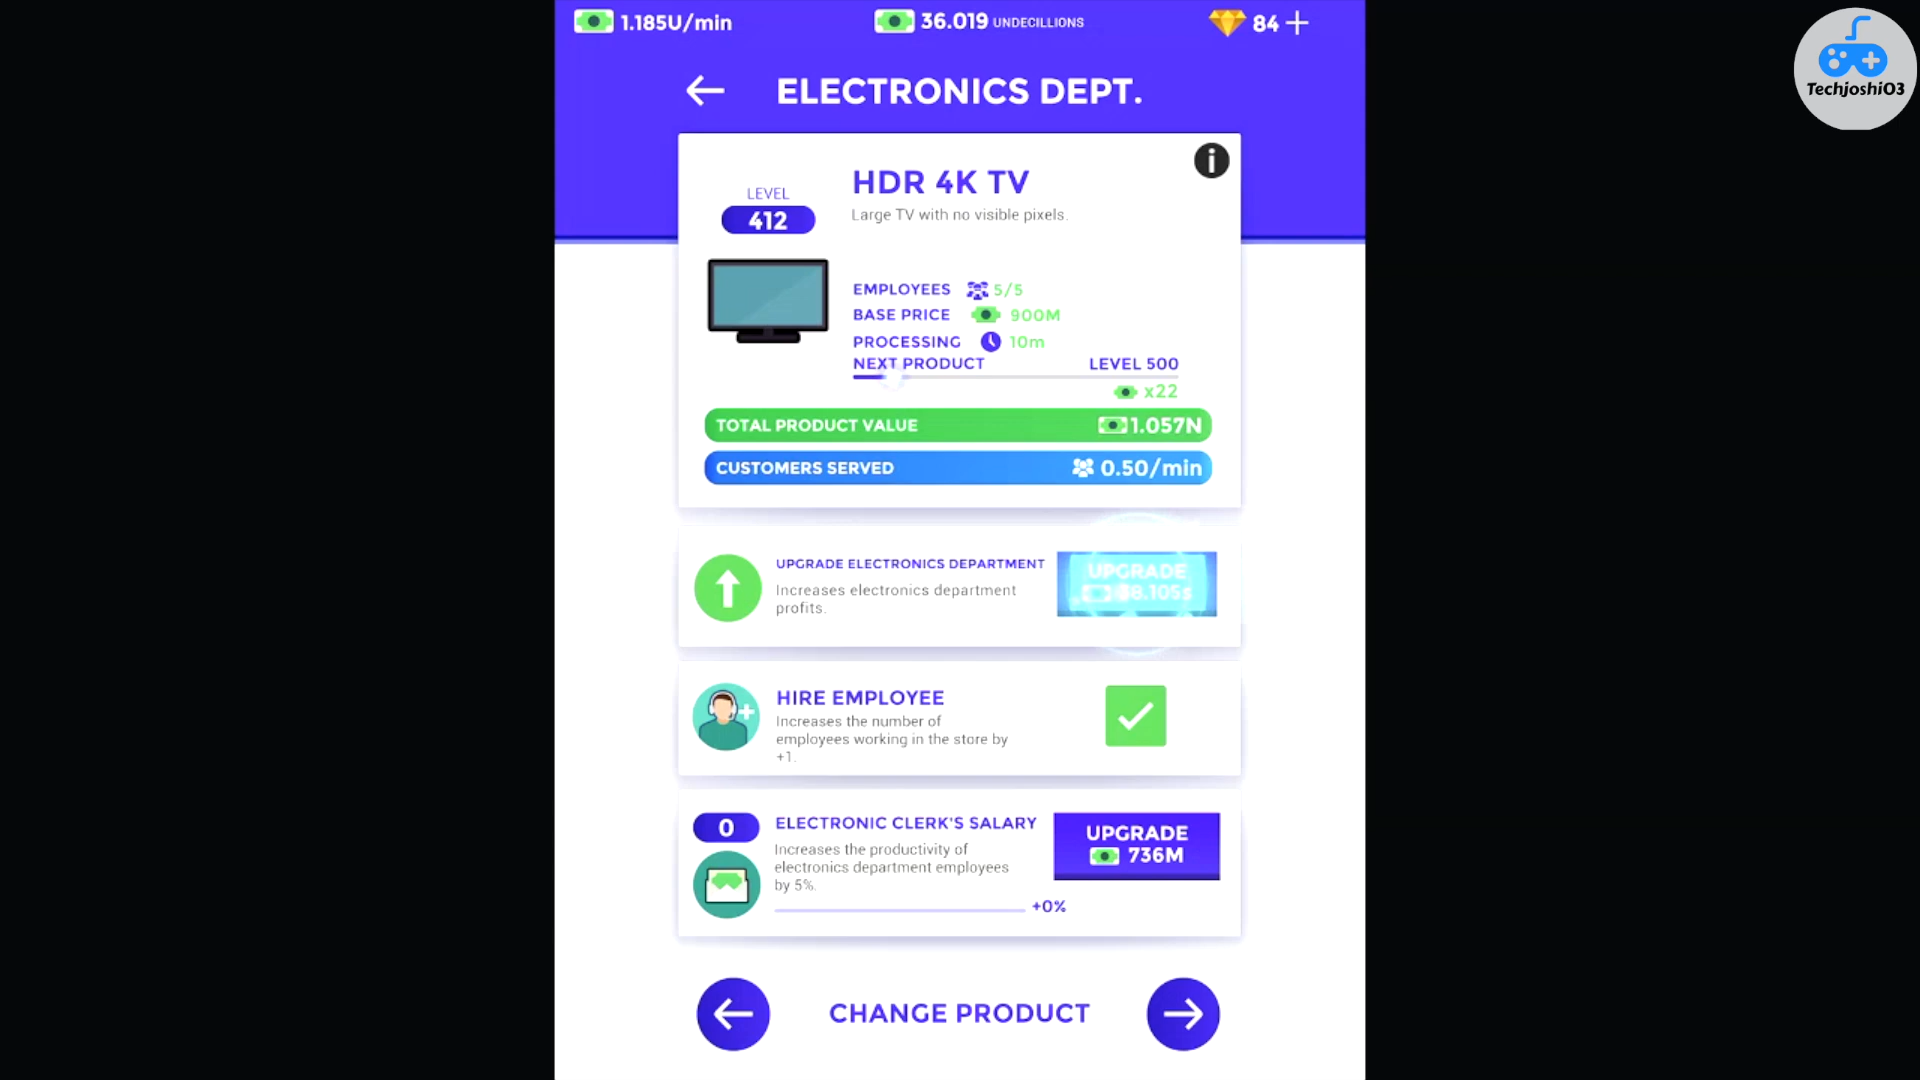 1.185U/min
36.019 UNDECILLIONS
84
TechjoshiO3
ELECTRONICS DEPT.
LEVEL
412
HDR 4K TV
Large TV with no visible pixels.
EMPLOYEES 5/5
BASE PRICE 900M
PROCESSING 10m
NEXT PRODUCT LEVEL 500
x22
TOTAL PRODUCT VALUE 1.057N
CUSTOMERS SERVED 0.50/min
UPGRADE ELECTRONICS DEPARTMENT
Increases electronics department
profits.
UPGRADE
HIRE EMPLOYEE
Increases the number of
employees working in the store by
+1.
0
ELECTRONIC CLERK'S SALARY
Increases the productivity of
electronics department employees
by 5%.
+0%
UPGRADE
736M
CHANGE PRODUCT